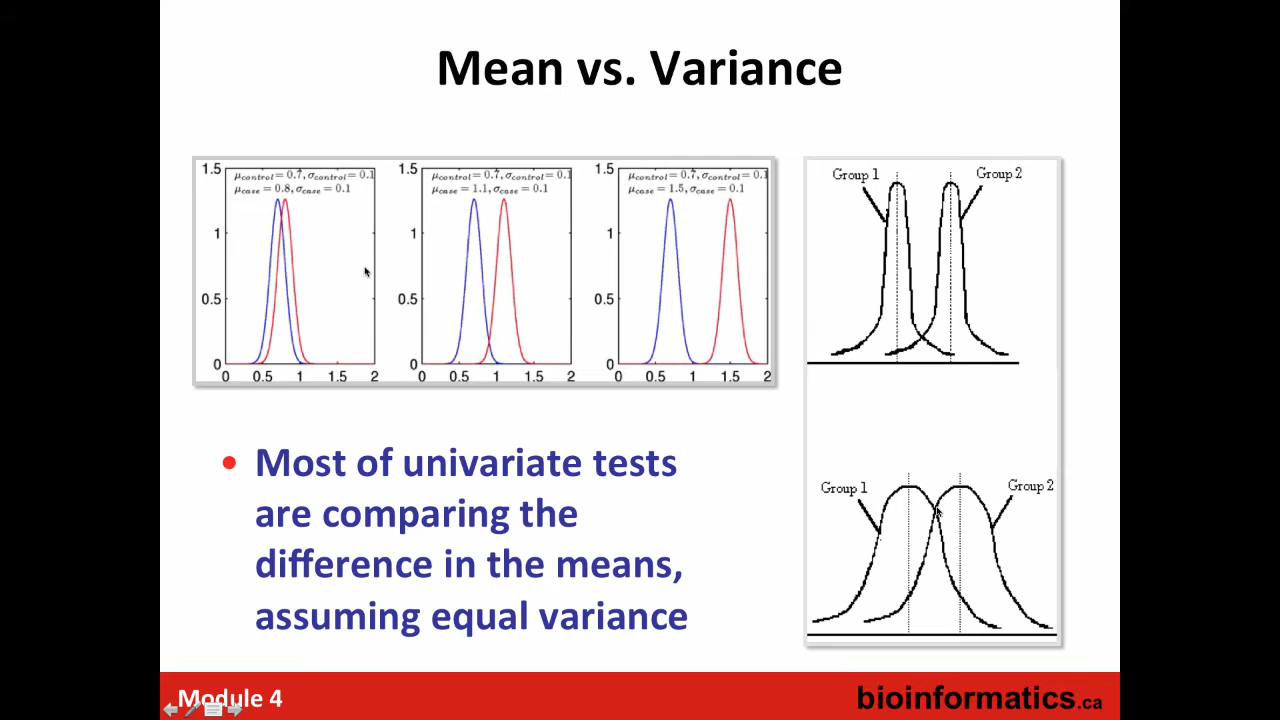 Mean vs. Variance
μcontrol = 0.7, σcontrol = 0.1
μcase = 0.8, σcase = 0.1
1.5
1
0.5
0
0 0.5 1 1.5 2
μcontrol = 0.7, σcontrol = 0.1
μcase = 1.1, σcase = 0.1
1.5
1
0.5
0
0 0.5 1 1.5 2
μcontrol = 0.7, σcontrol = 0.1
μcase = 1.5, σcase = 0.1
1.5
1
0.5
0
0 0.5 1 1.5 2
Group 1 Group 2
Group 1 Group 2
• Most of univariate tests
are comparing the
difference in the means,
assuming equal variance
Module 4
bioinformatics.ca